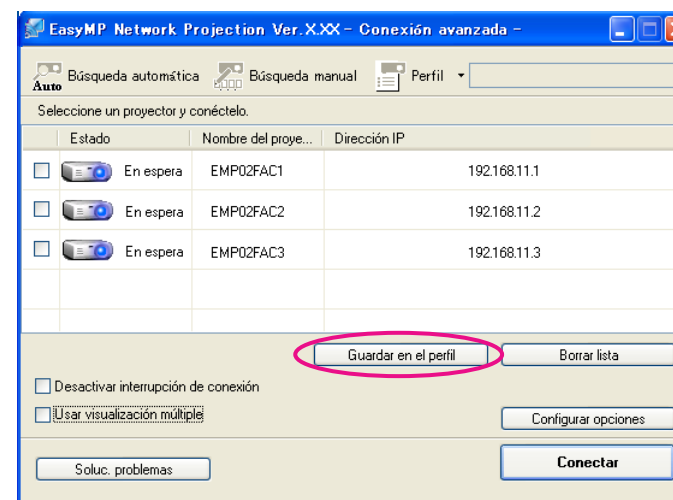 EasyMP Network Projection Ver.X.XX - Conexión avanzada -
Auto Búsqueda automática Búsqueda manual Perfil
Seleccione un proyector y conéctelo.
Estado Nombre del proye... Dirección IP
En espera EMP02FAC1 192.168.11.1
En espera EMP02FAC2 192.168.11.2
En espera EMP02FAC3 192.168.11.3
Guardar en el perfil Borrar lista
Desactivar interrupción de conexión
Usar visualización múltiple
Configurar opciones
Soluc. problemas Conectar